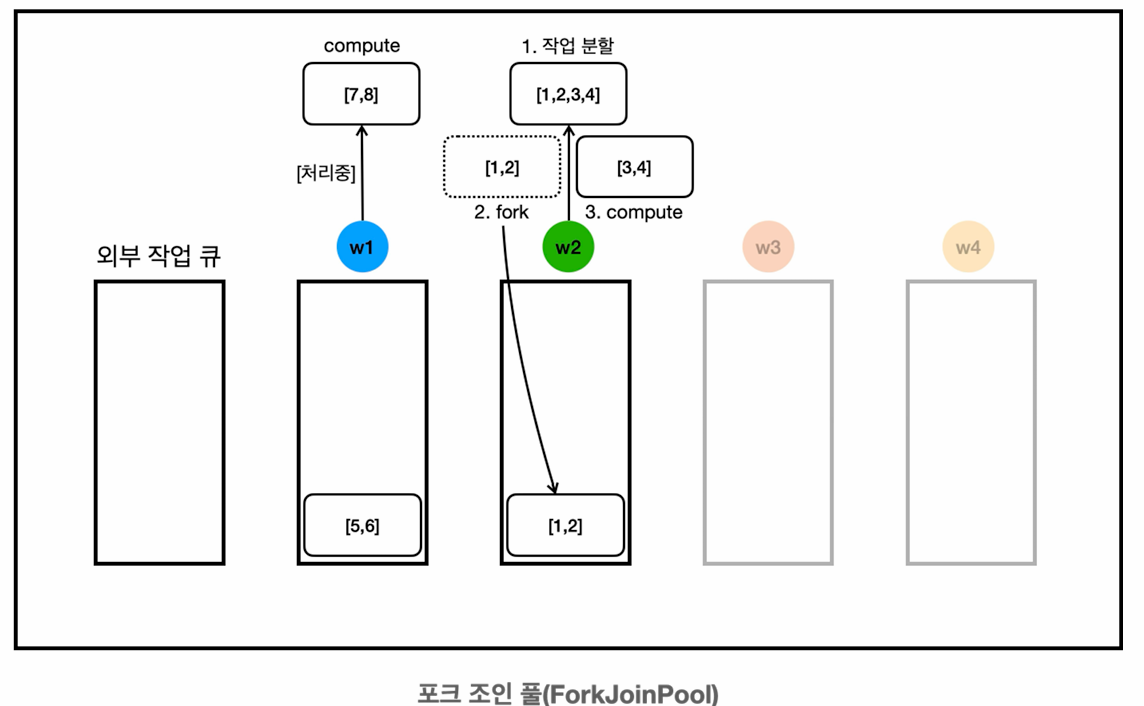 compute
1. 작업 분할
[7,8]
[1,2,3,4]
[처리중]
[1,2]
[3,4]
2. fork
3. compute
외부 작업 큐
w1
w2
w3
w4
[5,6]
[1,2]
포크 조인 풀(ForkJoinPool)